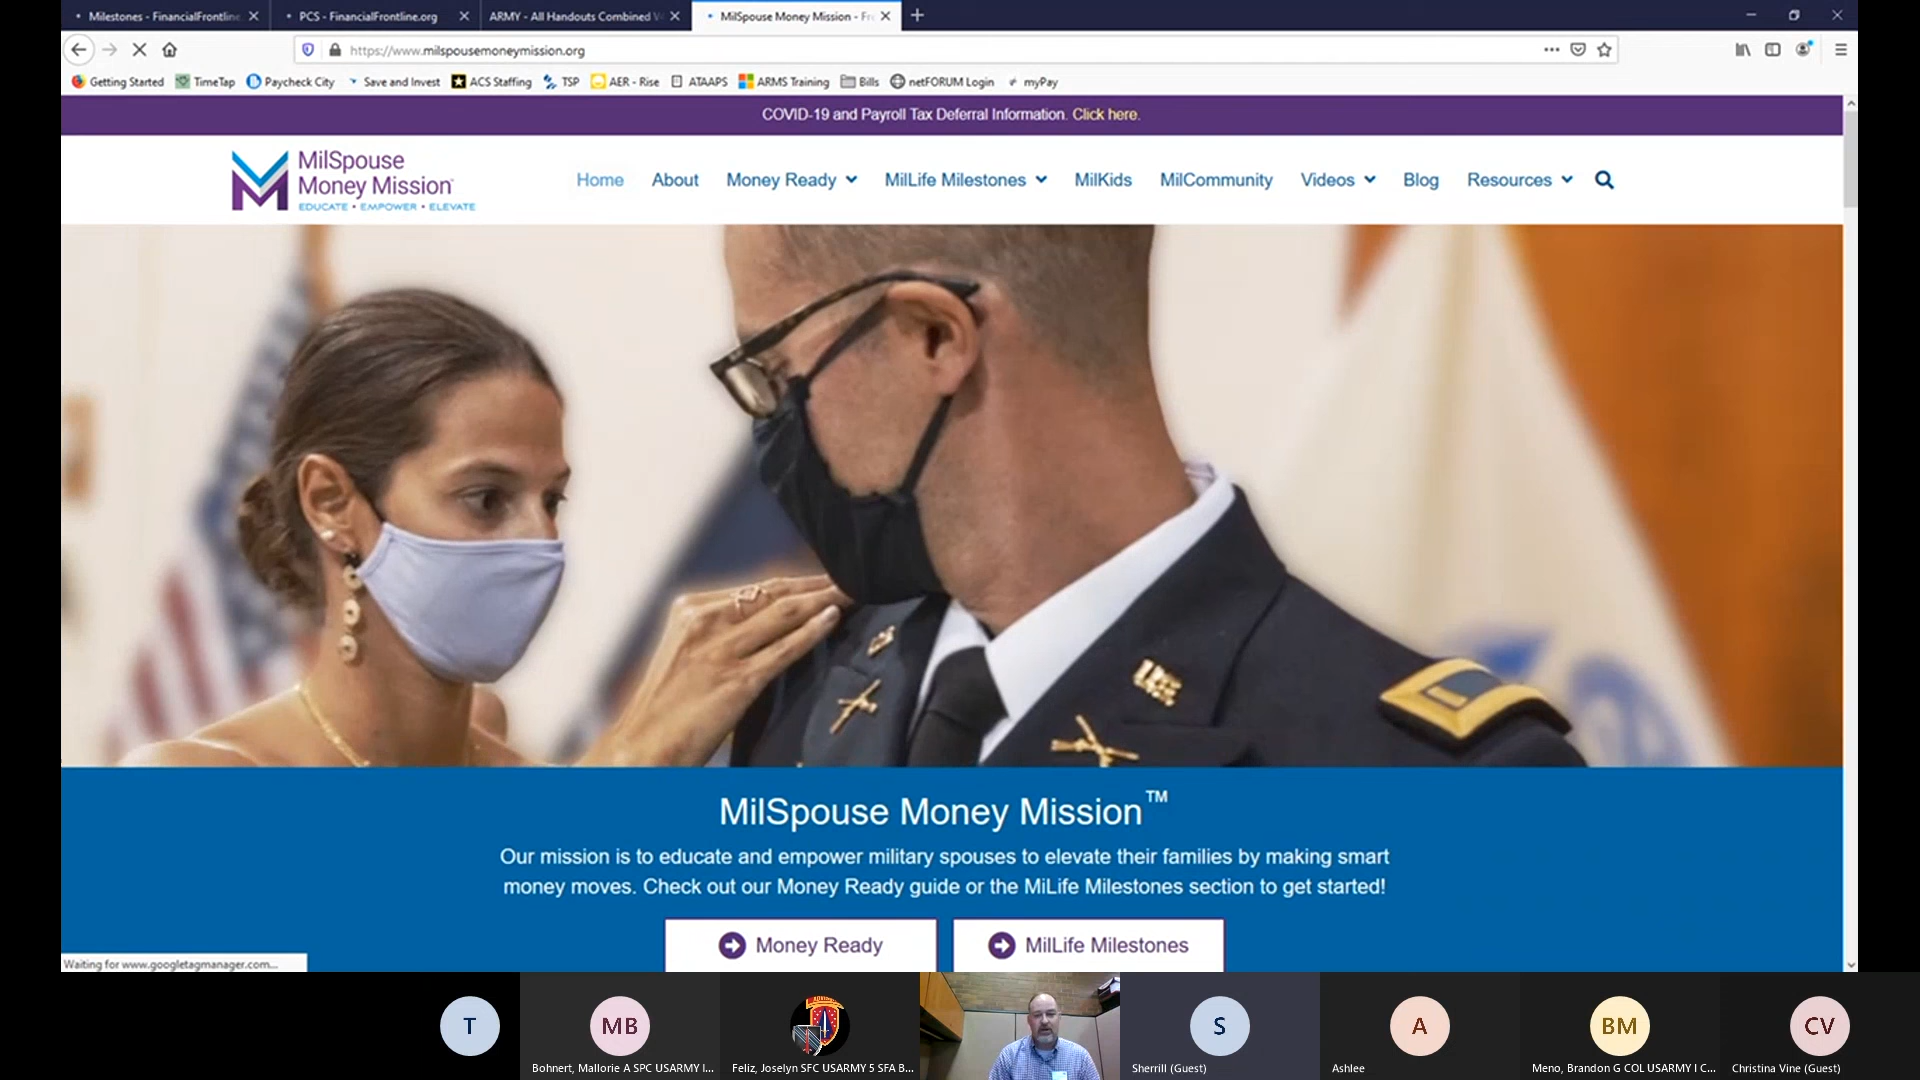 Milestones - FinancialFrontline
PCS - FinancialFrontline.org
ARMY - All Handouts Combined
MilSpouse Money Mission - Fr
https://www.milspousemoneymission.org
Getting Started TimeTap Paycheck City Save and Invest ACS Staffing TSP AER - Rise ATAAPS ARMS Training Bills netFORUM Login myPay
COVID-19 and Payroll Tax Deferral Information. Click here.
MilSpouse
Money Mission
EDUCATE • EMPOWER • ELEVATE
Home About Money Ready MilLife Milestones MilKids MilCommunity Videos Blog Resources
MilSpouse Money Mission™
Our mission is to educate and empower military spouses to elevate their families by making smart
money moves. Check out our Money Ready guide or the MiLife Milestones section to get started!
Money Ready MilLife Milestones
Waiting for www.googletagmanager.com...
T MB S A BM CV
Bohnert, Mallorie A SPC USARMY I... Feliz, Joselyn SFC USARMY 5 SFA B... Sherrill (Guest) Ashlee Meno, Brandon G COL USARMY I C... Christina Vine (Guest)